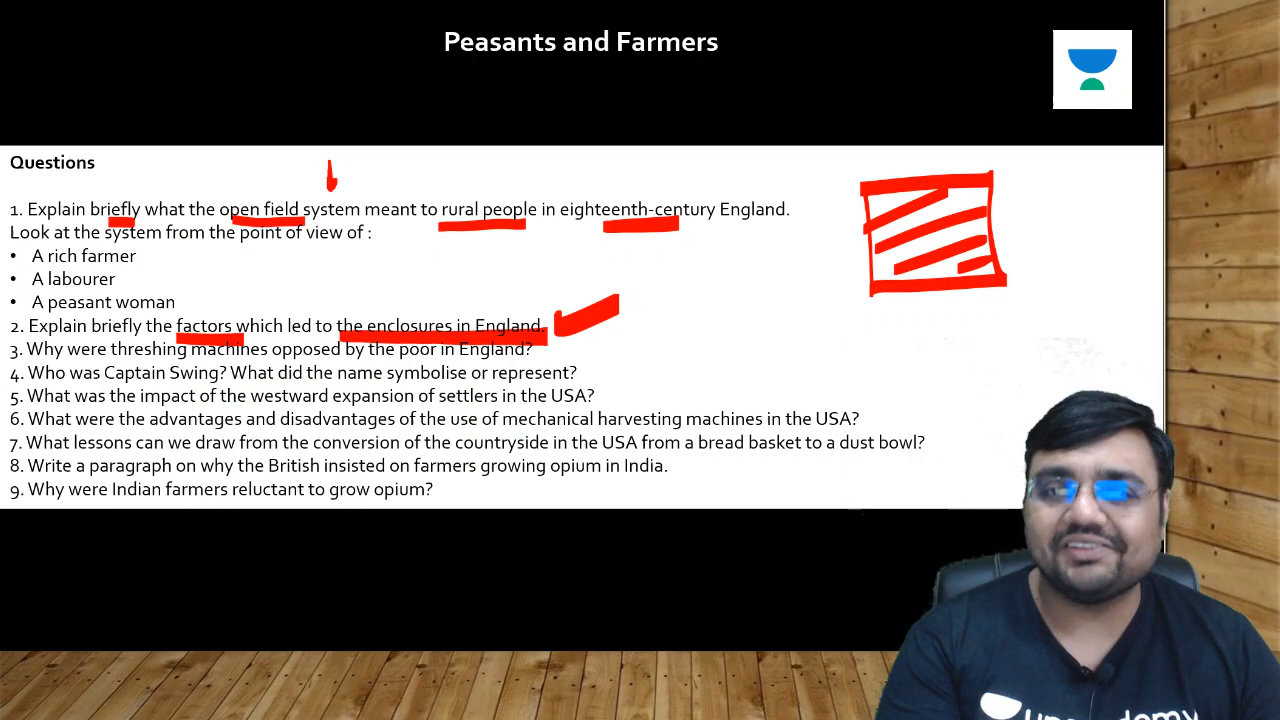 Peasants and Farmers
Questions
1. Explain briefly what the open field system meant to rural people in eighteenth-century England.
Look at the system from the point of view of :
• A rich farmer
• A labourer
• A peasant woman
2. Explain briefly the factors which led to the enclosures in England.
3. Why were threshing machines opposed by the poor in England?
4. Who was Captain Swing? What did the name symbolise or represent?
5. What was the impact of the westward expansion of settlers in the USA?
6. What were the advantages and disadvantages of the use of mechanical harvesting machines in the USA?
7. What lessons can we draw from the conversion of the countryside in the USA from a bread basket to a dust bowl?
8. Write a paragraph on why the British insisted on farmers growing opium in India.
9. Why were Indian farmers reluctant to grow opium?